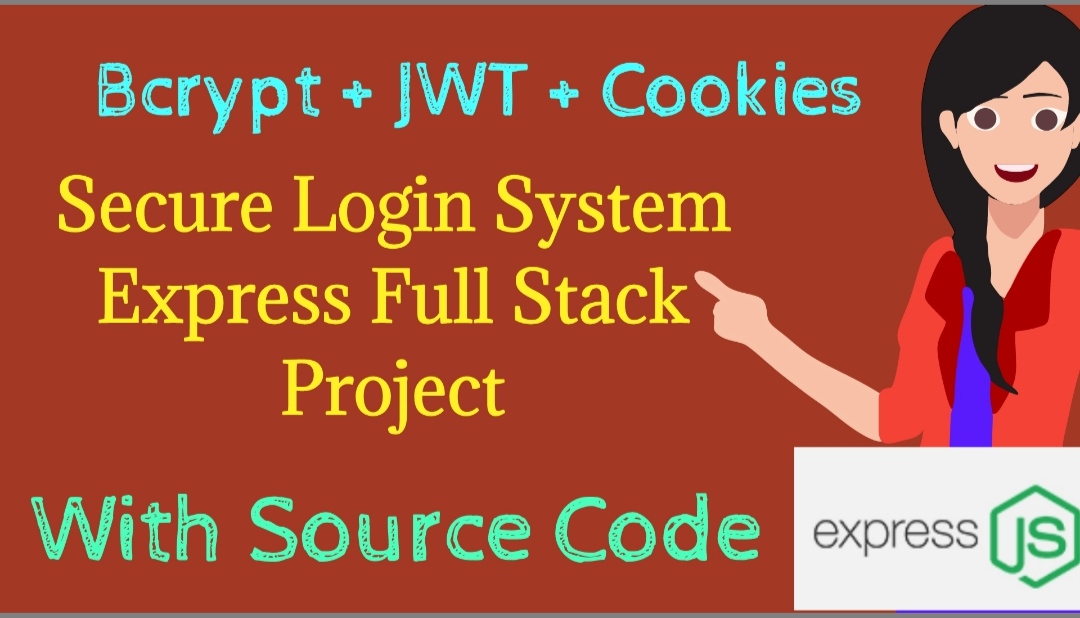 Bcrypt + JWT + Cookies
Secure Login System
Express Full Stack
Project
With Source Code
express
JS